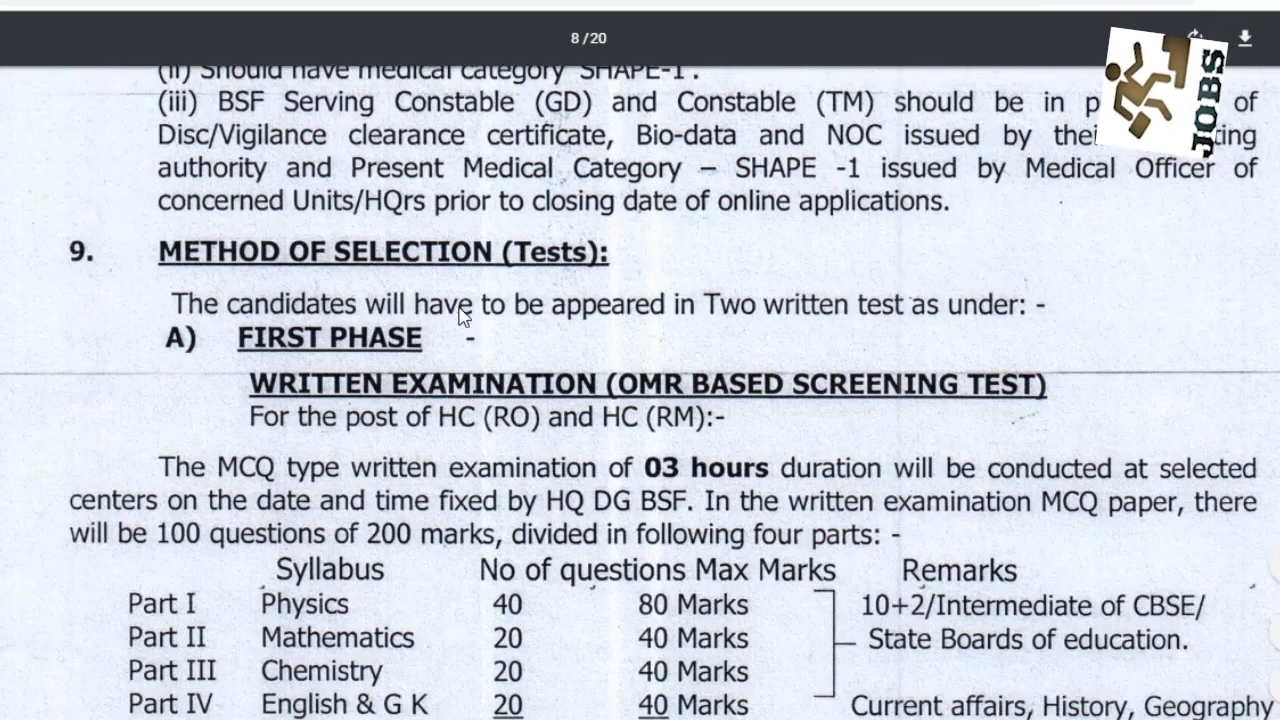 8 / 20
JOBS
(ii) Should have medical category SHAPE-1 .
(iii) BSF Serving Constable (GD) and Constable (TM) should be in of
Disc/Vigilance clearance certificate, Bio-data and NOC issued by
authority and Present Medical Category – SHAPE -1 issued by Medical Officer of
concerned Units/HQrs prior to closing date of online applications.
9. METHOD OF SELECTION (Tests):
The candidates will have to be appeared in Two written test as under: -
A) FIRST PHASE -
WRITTEN EXAMINATION (OMR BASED SCREENING TEST)
For the post of HC (RO) and HC (RM):-
The MCQ type written examination of 03 hours duration will be conducted at selected
centers on the date and time fixed by HQ DG BSF. In the written examination MCQ paper, there
will be 100 questions of 200 marks, divided in following four parts: -
Syllabus No of questions Max Marks Remarks
Part I Physics 40 80 Marks 10+2/Intermediate of CBSE/
Part II Mathematics 20 40 Marks State Boards of education.
Part III Chemistry 20 40 Marks
Part IV English & G K 20 40 Marks Current affairs, History, Geography